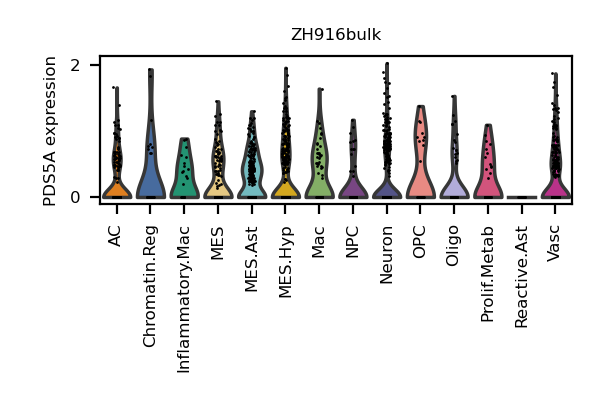 ZH916bulk
PDS5A expression
2
0
AC
Chromatin.Reg
Inflammatory.Mac
MES
MES.Ast
MES.Hyp
Mac
NPC
Neuron
OPC
Oligo
Prolif.Metab
Reactive.Ast
Vasc